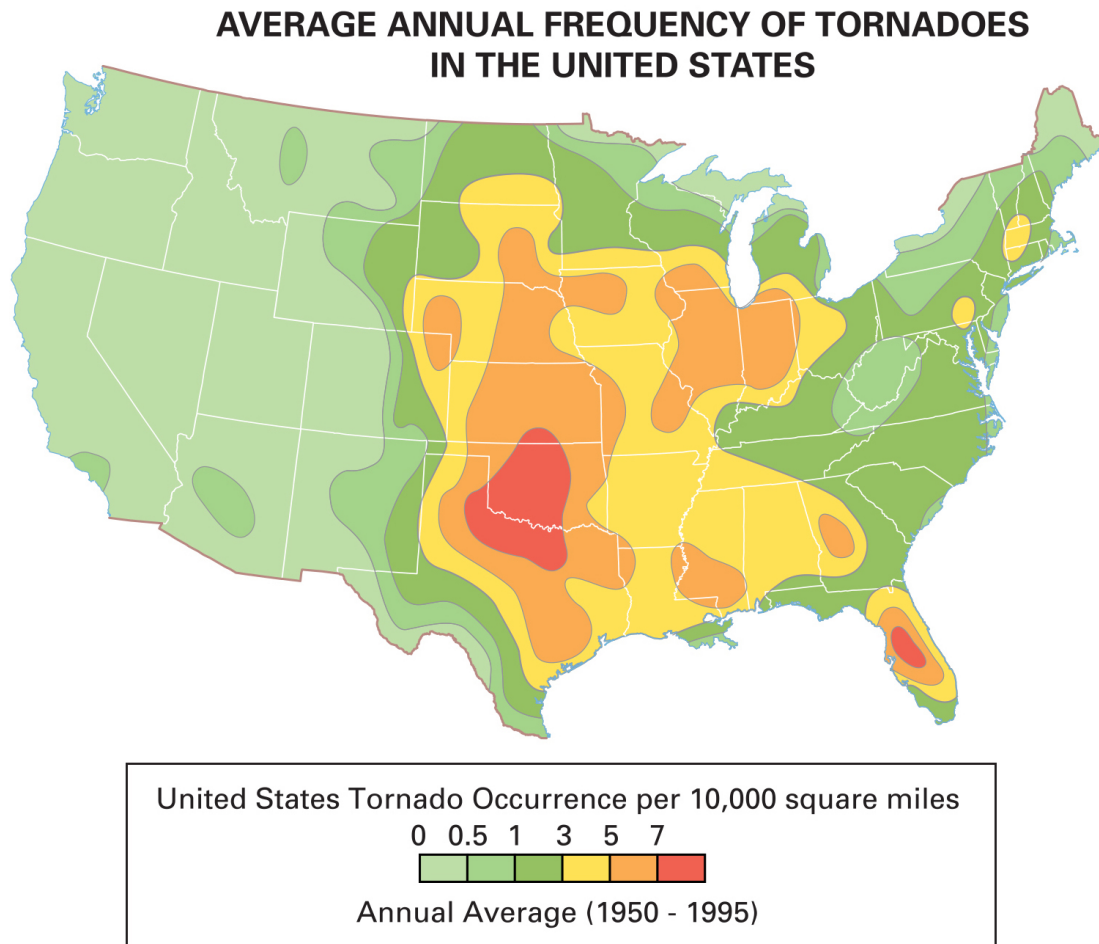 AVERAGE ANNUAL FREQUENCY OF TORNADOES
IN THE UNITED STATES
United States Tornado Occurrence per 10,000 square miles
0 0.5 1 3 5 7
Annual Average (1950 - 1995)